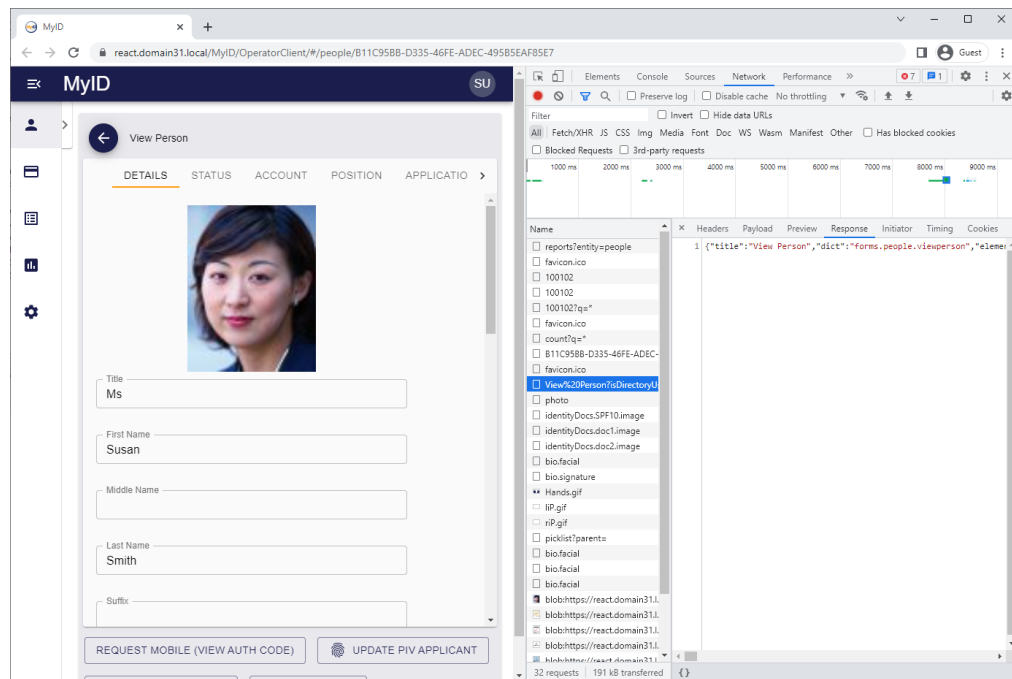 MyID
react.domain31.local/MyID/OperatorClient/#/people/B11C95BB-D335-46FE-ADEC-495B5EAF85E7
Guest
MyID
SU
View Person
DETAILS STATUS ACCOUNT POSITION APPLICATIO
Title
Ms
First Name
Susan
Middle Name
Last Name
Smith
Suffix
REQUEST MOBILE (VIEW AUTH CODE) UPDATE PIV APPLICANT
Elements Console Sources Network Performance 7 1
Preserve log Disable cache No throttling
Filter Invert Hide data URLs
All Fetch/XHR JS CSS Img Media Font Doc WS Wasm Manifest Other Has blocked cookies
Blocked Requests 3rd-party requests
1000 ms 2000 ms 3000 ms 4000 ms 5000 ms 6000 ms 7000 ms 8000 ms 9000 ms
Name
Headers Payload Preview Response Initiator Timing Cookies
1 {"title":"View Person","dict":"forms.people.viewperson","elemer
reports?entity=people
favicon.ico
100102
100102
100102?q=*
favicon.ico
count?q=*
B11C95BB-D335-46FE-ADEC-
favicon.ico
View%20Person?isDirectoryU
photo
identityDocs.SPF10.image
identityDocs.doc1.image
identityDocs.doc2.image
bio.facial
bio.signature
Hands.gif
liP.gif
riP.gif
picklist?parent=
bio.facial
bio.facial
bio.facial
blob:https://react.domain31.l.
blob:https://react.domain31.l.
blob:https://react.domain31.l.
blob:https://react.domain31.l.
blob:https://react.domain31.l.
32 requests 191 kB transferred {}